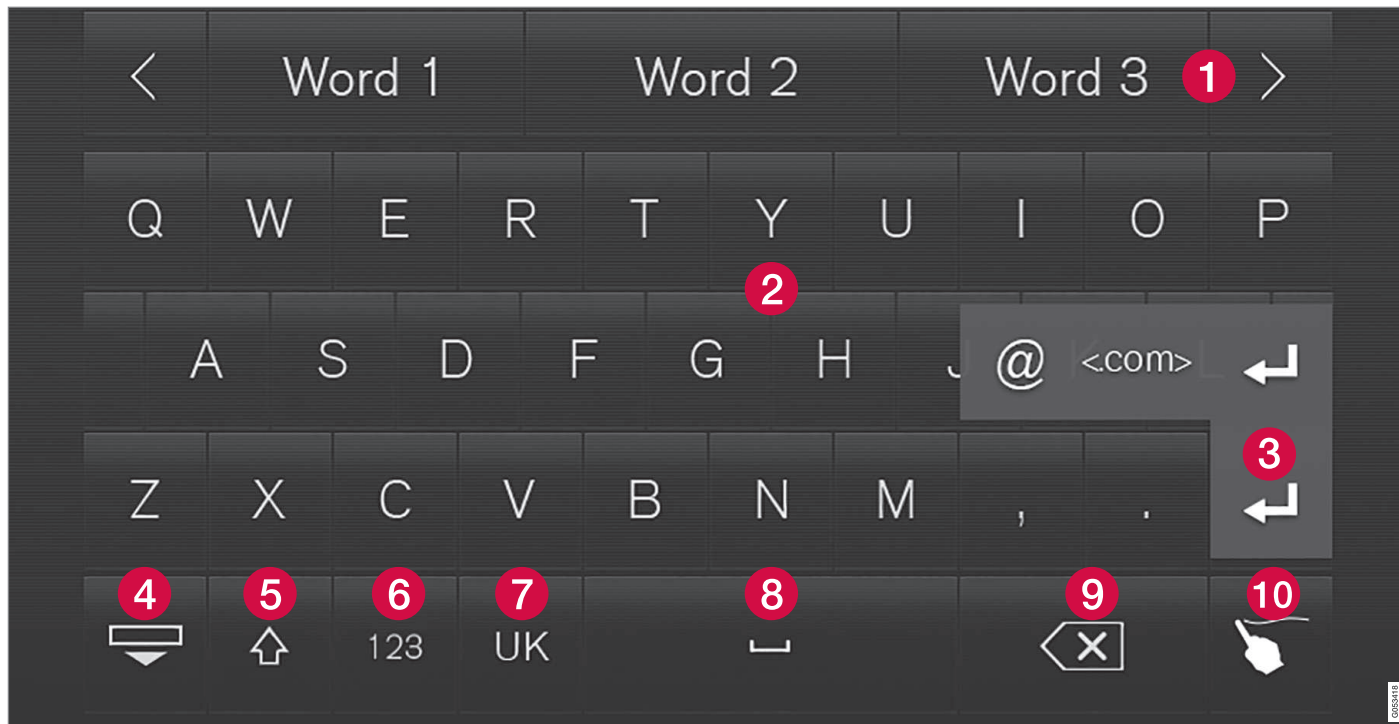 < Word 1 Word 2 Word 3 1 >
Q W E R T Y U I O P
2
A S D F G H J K L @ <.com>
3
Z X C V B N M , .
4 5 6 7 8 9 10
123 UK
G053418